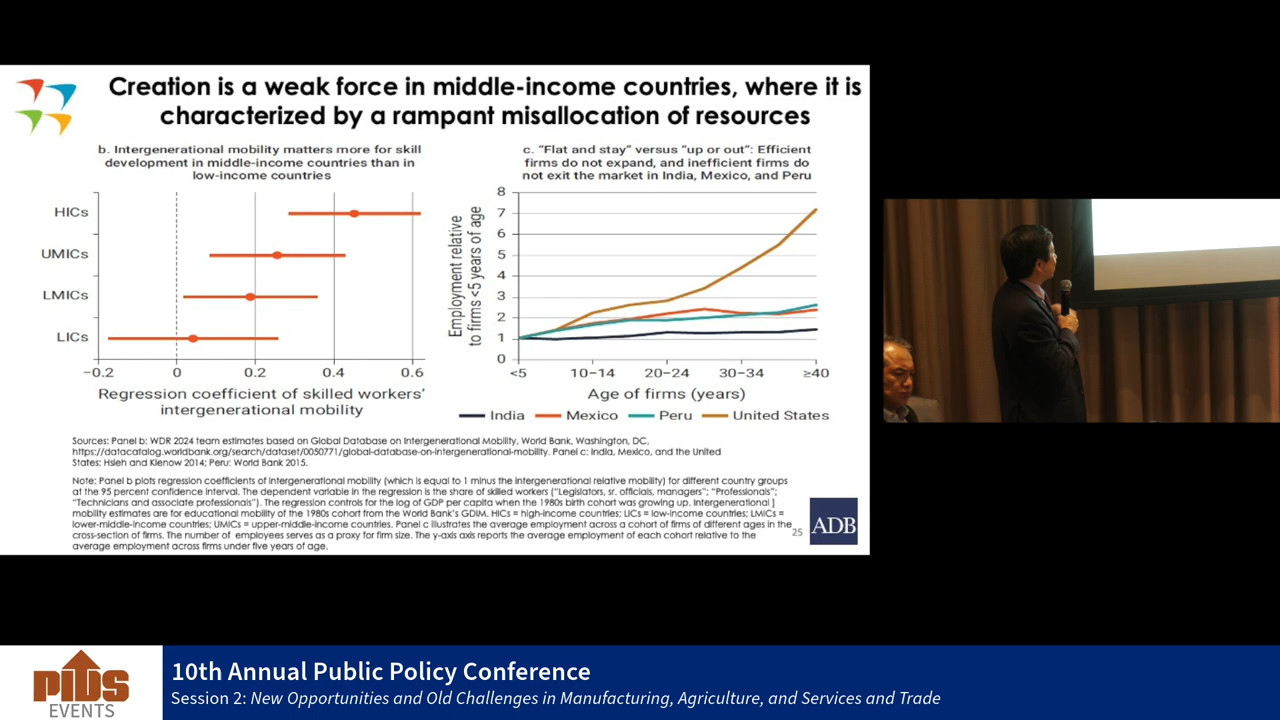 Creation is a weak force in middle-income countries, where it is
characterized by a rampant misallocation of resources
b. Intergenerational mobility matters more for skill
development in middle-income countries than in
low-income countries
HICs
UMICs
LMICs
LICs
−0.2
0
0.2
0.4
0.6
Regression coefficient of skilled workers’
intergenerational mobility
c. “Flat and stay” versus “up or out”: Efficient
firms do not expand, and inefficient firms do
not exit the market in India, Mexico, and Peru
Employment relative
to firms <5 years of age
8
7
6
5
4
3
2
1
0
<5
10–14
20–24
30–34
≥40
Age of firms (years)
India
Mexico
Peru
United States
Sources: Panel b: WDR 2024 team estimates based on Global Database on Intergenerational Mobility, World Bank, Washington, DC,
https://datacatalog.worldbank.org/search/dataset/0050771/global-database-on-intergenerational-mobility. Panel c: India, Mexico, and the United
States: Hsieh and Klenow 2014; Peru: World Bank 2015.
Note: Panel b plots regression coefficients of intergenerational mobility (which is equal to 1 minus the intergenerational relative mobility) for different country groups
at the 95 percent confidence interval. The dependent variable in the regression is the share of skilled workers (“Legislators, sr. officials, managers”; “Professionals”;
“Technicians and associate professionals”). The regression controls for the log of GDP per capita when the 1980s birth cohort was growing up. Intergenerational ]
mobility estimates are for educational mobility of the 1980s cohort from the World Bank’s GDIM. HICs = high-income countries; LICs = low-income countries; LMICs =
lower-middle-income countries; UMICs = upper-middle-income countries. Panel c illustrates the average employment across a cohort of firms of different ages in the
cross-section of firms. The number of employees serves as a proxy for firm size. The y-axis axis reports the average employment of each cohort relative to the
average employment across firms under five years of age.
25
ADB
PIDS
EVENTS
10th Annual Public Policy Conference
Session 2: New Opportunities and Old Challenges in Manufacturing, Agriculture, and Services and Trade